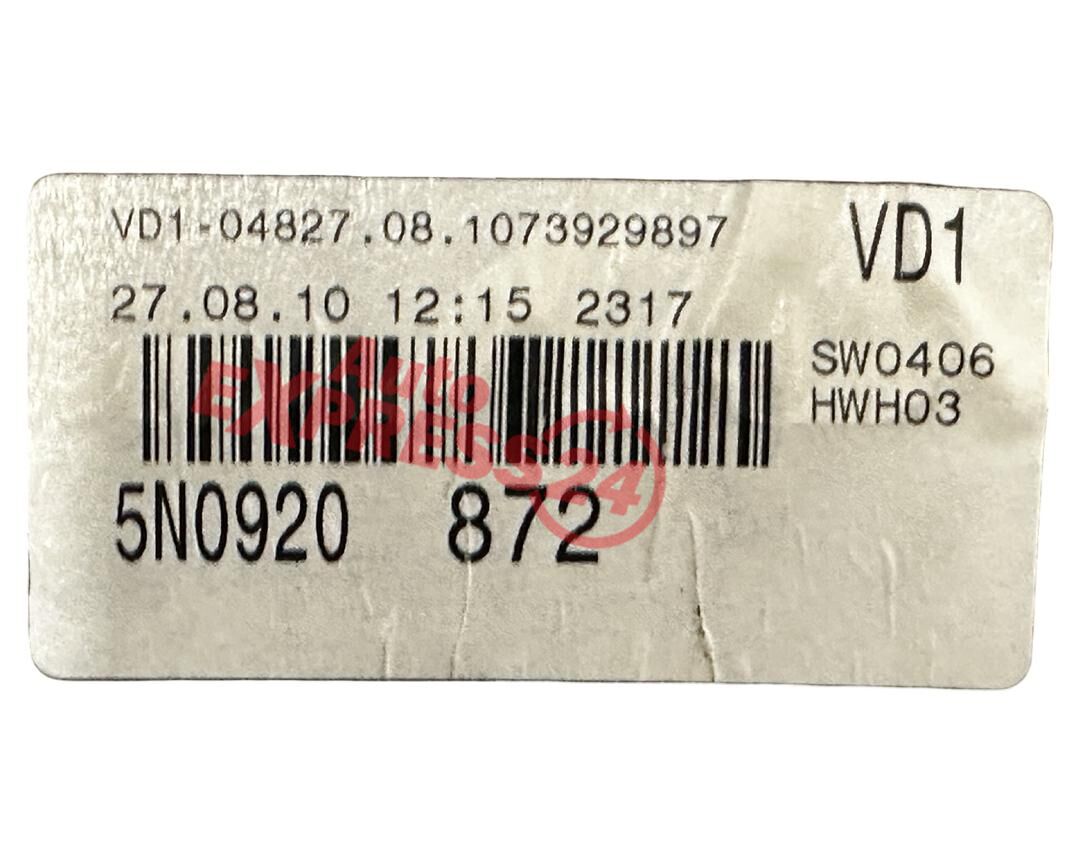 VD1-04827.08.1073929897
VD1
27.08.10 12:15 2317
SW0406
HWH03
Auto
EXPRESS24
5N0920 872